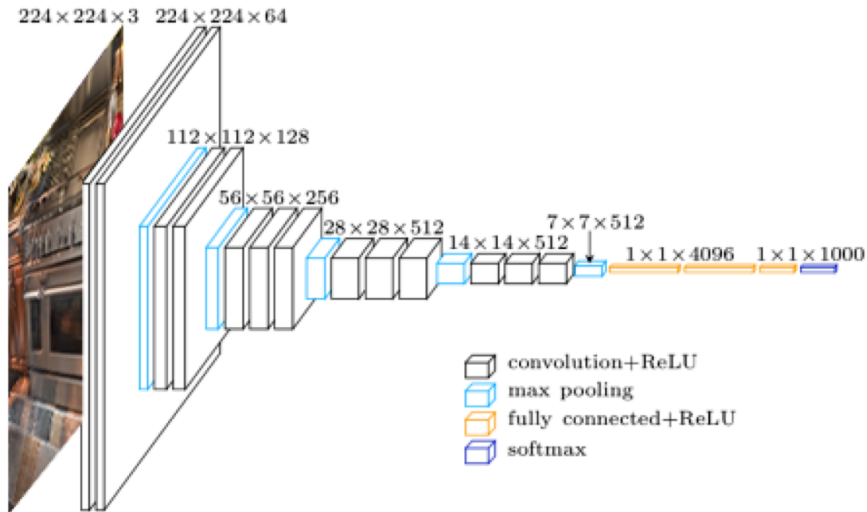 224×224×3
224×224×64
112×112×128
56×56×256
28×28×512
14×14×512
7×7×512
1×1×4096
1×1×1000
convolution+ReLU
max pooling
fully connected+ReLU
softmax